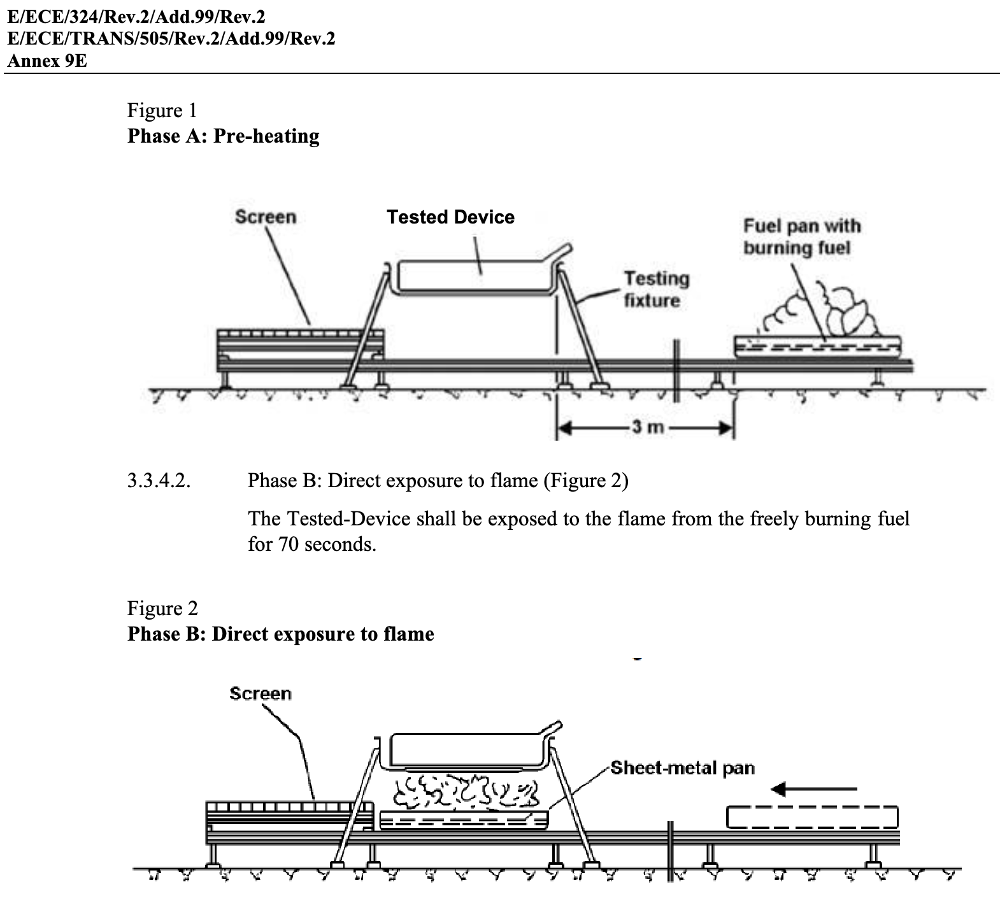 E/ECE/324/Rev.2/Add.99/Rev.2
E/ECE/TRANS/505/Rev.2/Add.99/Rev.2
Annex 9E
Figure 1
Phase A: Pre-heating
Screen
Tested Device
Fuel pan with
burning fuel
Testing
fixture
3 m
3.3.4.2. Phase B: Direct exposure to flame (Figure 2)
The Tested-Device shall be exposed to the flame from the freely burning fuel
for 70 seconds.
Figure 2
Phase B: Direct exposure to flame
Screen
Sheet-metal pan